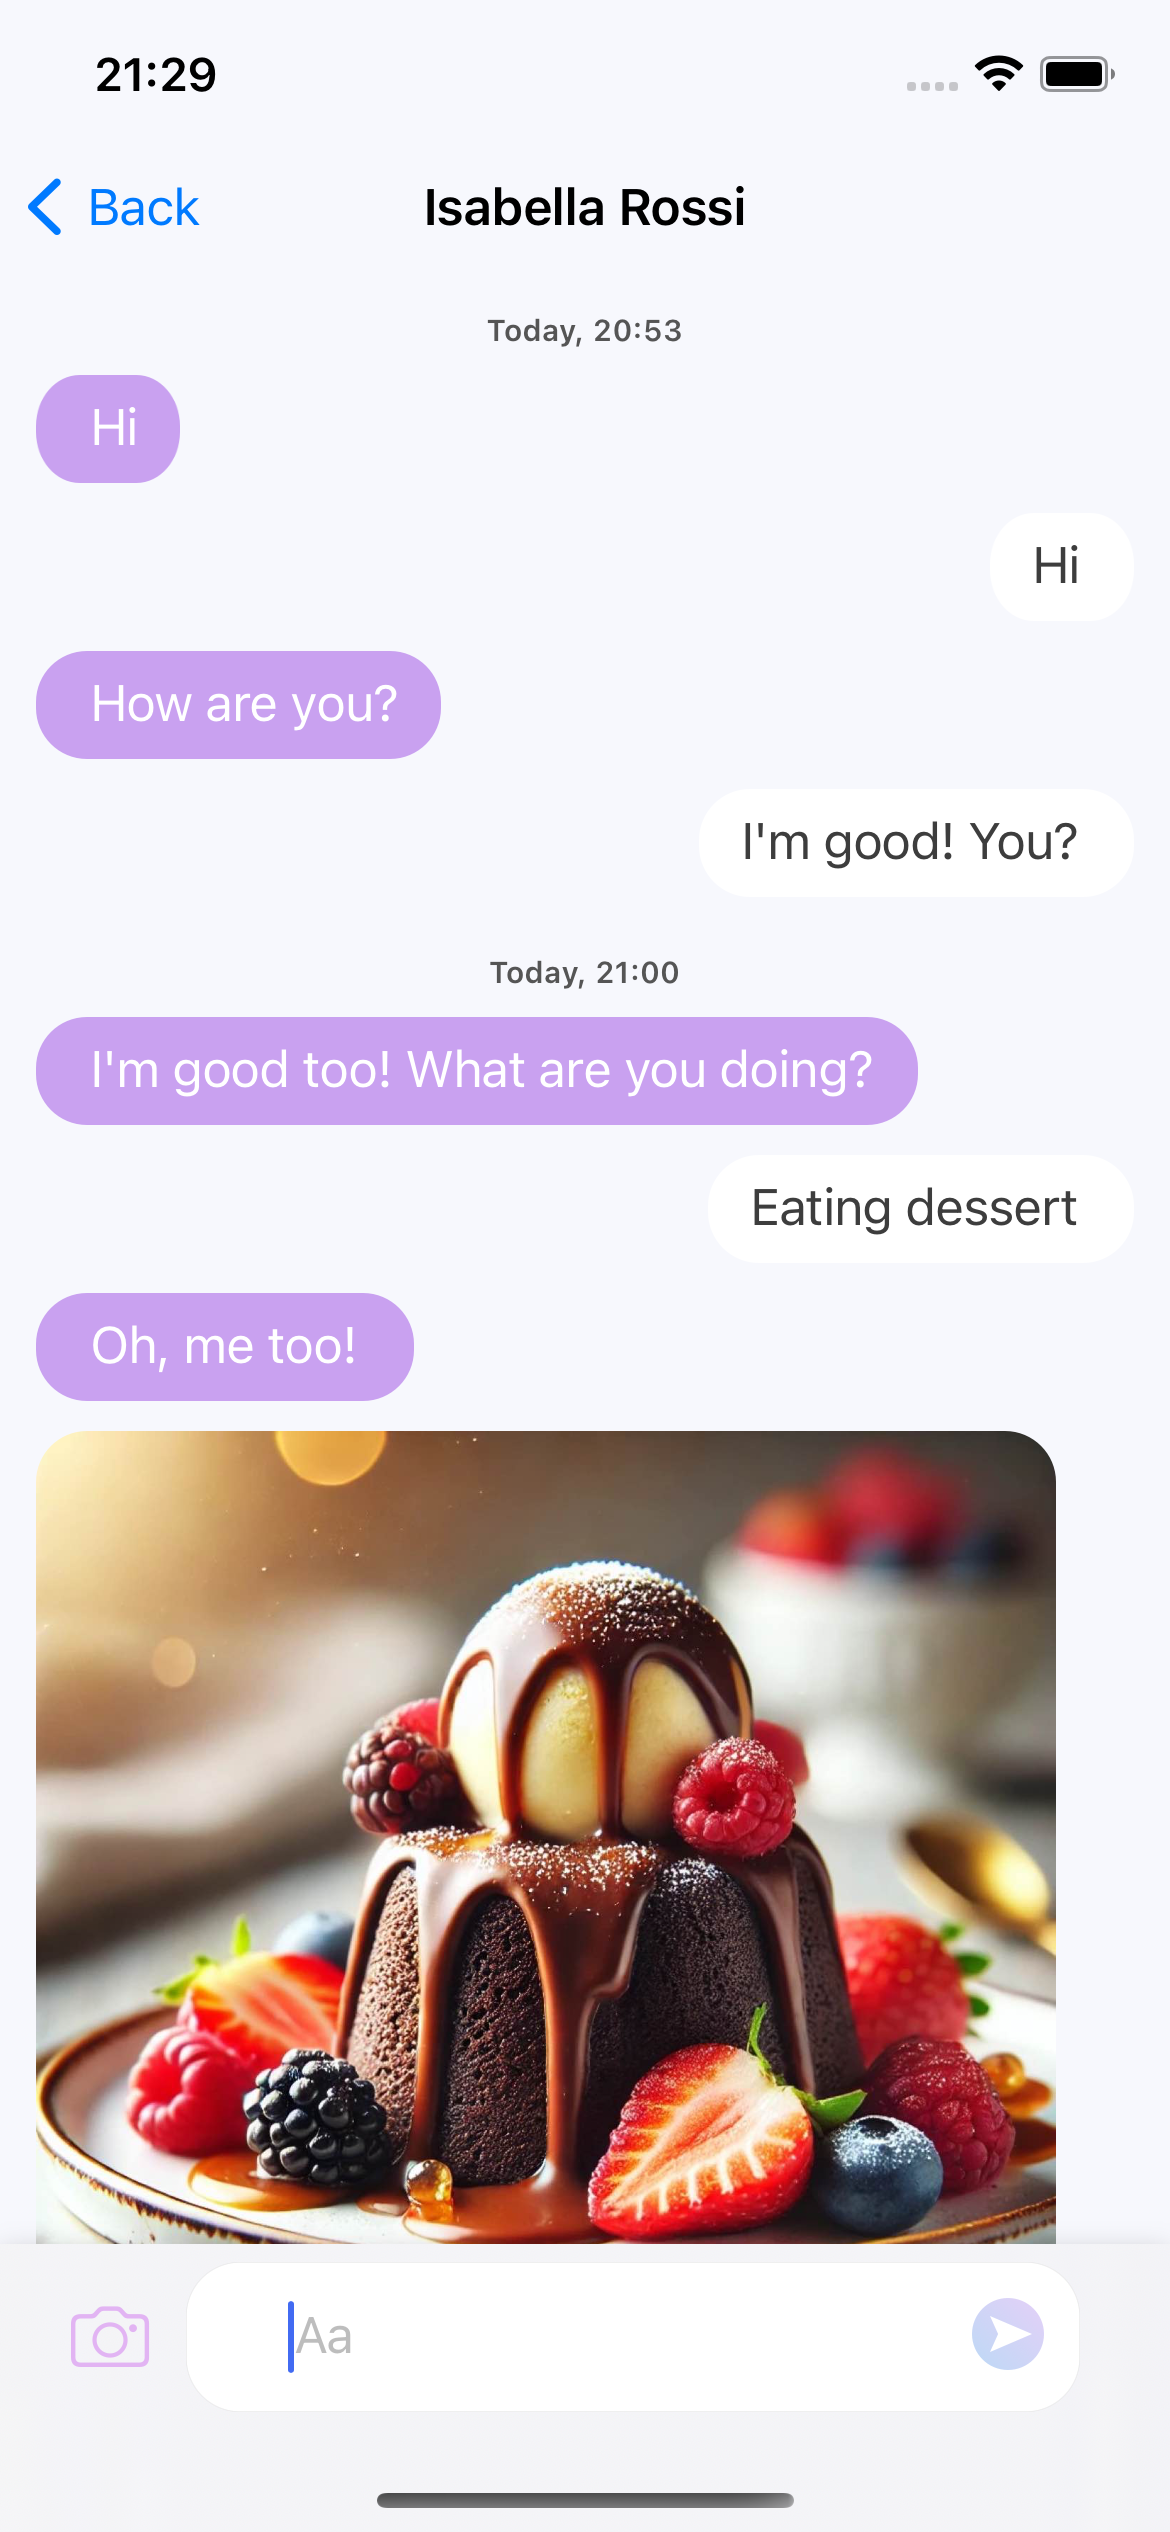 21:29
Back
Isabella Rossi
Today, 20:53
Hi
Hi
How are you?
I'm good! You?
Today, 21:00
I'm good too! What are you doing?
Eating dessert
Oh, me too!
Aa